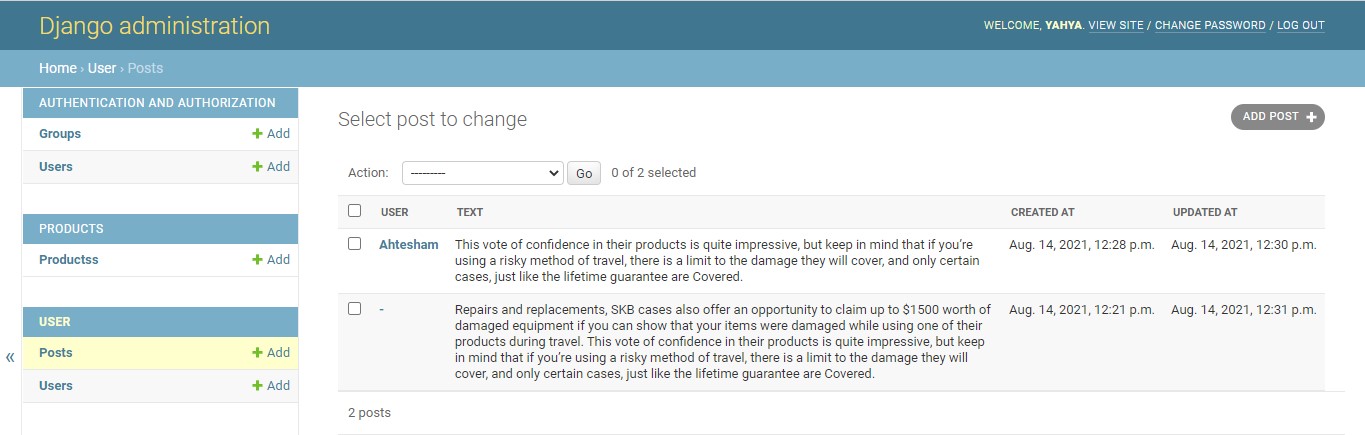 Django administration
WELCOME, YAHYA. VIEW SITE / CHANGE PASSWORD / LOG OUT
Home › User › Posts
AUTHENTICATION AND AUTHORIZATION
Groups + Add
Users + Add
PRODUCTS
Productss + Add
USER
Posts + Add
Users + Add
«
Select post to change
ADD POST +
Action: --------- Go 0 of 2 selected
USER TEXT CREATED AT UPDATED AT
Ahtesham This vote of confidence in their products is quite impressive, but keep in mind that if you’re Aug. 14, 2021, 12:28 p.m. Aug. 14, 2021, 12:30 p.m.
using a risky method of travel, there is a limit to the damage they will cover, and only certain
cases, just like the lifetime guarantee are Covered.
- Repairs and replacements, SKB cases also offer an opportunity to claim up to $1500 worth of Aug. 14, 2021, 12:21 p.m. Aug. 14, 2021, 12:31 p.m.
damaged equipment if you can show that your items were damaged while using one of their
products during travel. This vote of confidence in their products is quite impressive, but keep
in mind that if you’re using a risky method of travel, there is a limit to the damage they will
cover, and only certain cases, just like the lifetime guarantee are Covered.
2 posts